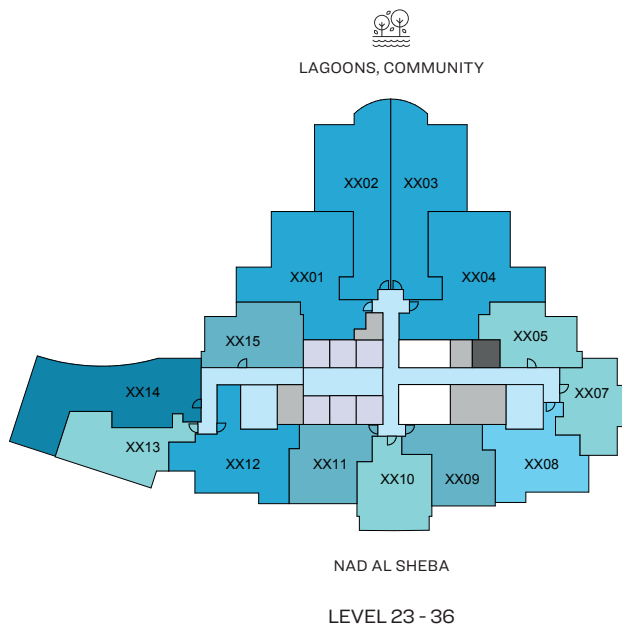 LAGOONS, COMMUNITY
XX02 XX03
XX01 XX04
XX15 XX05
XX14 XX07
XX13
XX12 XX11 XX10 XX09 XX08
NAD AL SHEBA
LEVEL 23 - 36